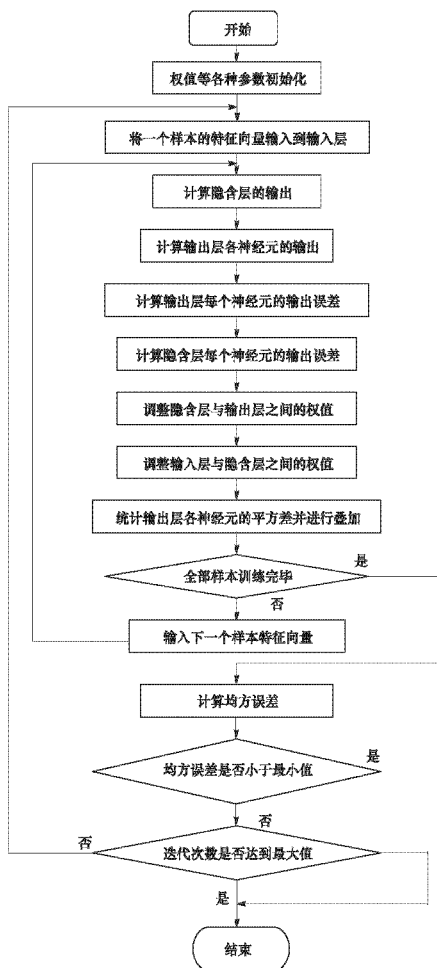 开始
权值等各种参数初始化
将一个样本的特征向量输入到输入层
计算隐含层的输出
计算输出层各神经元的输出
计算输出层每个神经元的输出误差
计算隐含层每个神经元的输出误差
调整隐含层与输出层之间的权值
调整输入层与隐含层之间的权值
统计输出层各神经元的平方差并进行叠加
是
全部样本训练完毕
否
输入下一个样本特征向量
计算均方误差
是
均方误差是否小于最小值
否
否
迭代次数是否达到最大值
是
结束